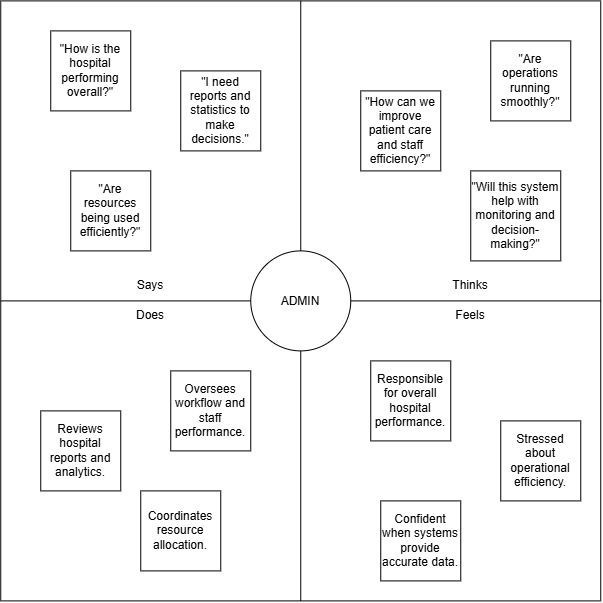 "How is the
hospital
performing
overall?"
"I need
reports and
statistics to
make
decisions."
"Are
resources
being used
efficiently?"
Says
"Are
operations
running
smoothly?"
"How can we
improve
patient care
and staff
efficiency?"
"Will this system
help with
monitoring and
decision-
making?"
Thinks
ADMIN
Does
Oversees
workflow and
staff
performance.
Reviews
hospital
reports and
analytics.
Coordinates
resource
allocation.
Feels
Responsible
for overall
hospital
performance.
Stressed
about
operational
efficiency.
Confident
when systems
provide
accurate data.